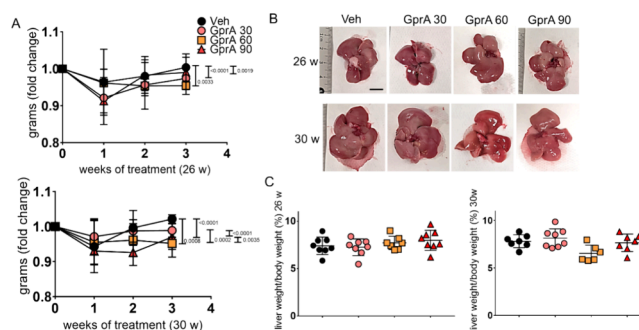 A
B
Veh
GprA 30
GprA 60
GprA 90
grams (fold change)
1.1
1.0
0.9
0.8
0 1 2 3 4
weeks of treatment (26 w)
<0.0001
0.0019
0.0033
Veh GprA 30 GprA 60 GprA 90
26 w
30 w
grams (fold change)
1.1
1.0
0.9
0.8
0 1 2 3 4
weeks of treatment (30 w)
<0.0001
<0.0001
0.0008
0.0002
0.0035
C
liver weight/body weight (%) 26 w
10
5
liver weight/body weight (%) 30w
10
5